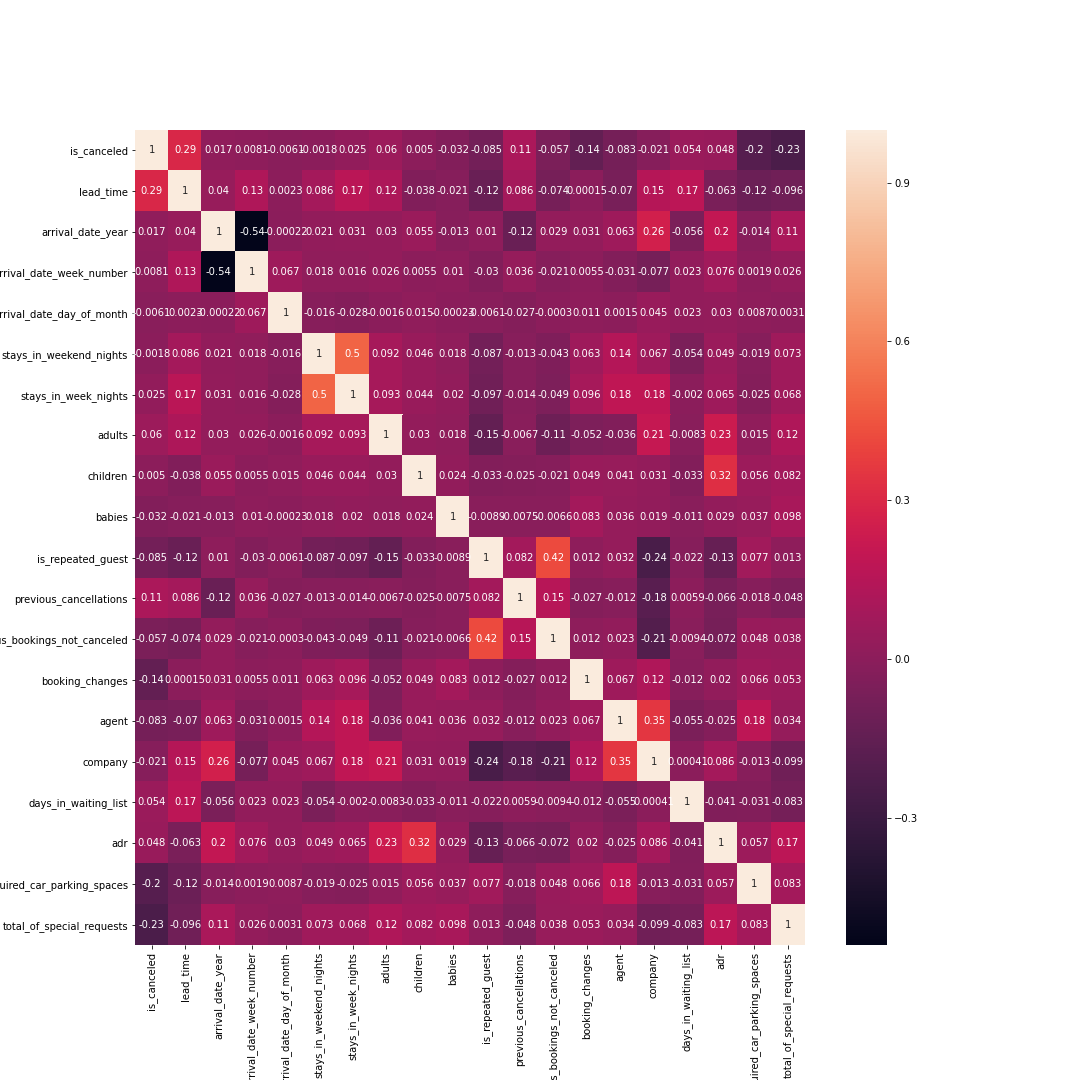 is_canceled 1 0.29 0.017 0.0081 -0.0061 0.0018 0.025 0.06 0.005 -0.032 -0.085 0.11 -0.057 -0.14 -0.083 -0.021 0.054 0.048 -0.2 -0.23
lead_time 0.29 1 0.04 0.13 0.0023 0.086 0.17 0.12 -0.038 -0.021 -0.12 0.086 -0.074 0.00015 -0.07 0.15 0.17 -0.063 -0.12 -0.096
arrival_date_year 0.017 0.04 1 -0.54 -0.00022 0.021 0.031 0.03 0.055 -0.013 0.01 -0.12 0.029 0.031 0.063 0.26 -0.056 0.2 -0.014 0.11
rrival_date_week_number 0.0081 0.13 -0.54 1 0.067 0.018 0.016 0.026 0.0055 0.01 -0.03 0.036 -0.021 0.0055 -0.031 -0.077 0.023 0.076 0.0019 0.026
rrival_date_day_of_month -0.0061 0.0023 0.00022 0.067 1 -0.016 -0.028 -0.0016 0.015 -0.00023 0.0061 -0.027 -0.0003 0.011 0.0015 0.045 0.023 0.03 0.0087 0.0031
stays_in_weekend_nights -0.0018 0.086 0.021 0.018 -0.016 1 0.5 0.092 0.046 0.018 -0.087 -0.013 -0.043 0.063 0.14 0.067 -0.054 0.049 -0.019 0.073
stays_in_week_nights 0.025 0.17 0.031 0.016 -0.028 0.5 1 0.093 0.044 0.02 -0.097 -0.014 -0.049 0.096 0.18 0.18 -0.002 0.065 -0.025 0.068
adults 0.06 0.12 0.03 0.026 -0.0016 0.092 0.093 1 0.03 0.018 -0.15 -0.0067 -0.11 -0.052 -0.036 0.21 -0.0083 0.23 0.015 0.12
children 0.005 -0.038 0.055 0.0055 0.015 0.046 0.044 0.03 1 0.024 -0.033 -0.025 -0.021 0.049 0.041 0.031 -0.033 0.32 0.056 0.082
babies -0.032 -0.021 -0.013 0.01 -0.00023 0.018 0.02 0.018 0.024 1 -0.0089 -0.0075 -0.0066 0.083 0.036 0.019 -0.011 0.029 0.037 0.098
is_repeated_guest -0.085 -0.12 0.01 -0.03 -0.0061 -0.087 -0.097 -0.15 -0.033 -0.0089 1 0.082 0.42 0.012 0.032 -0.24 -0.022 -0.13 0.077 0.013
previous_cancellations 0.11 0.086 -0.12 0.036 -0.027 -0.013 -0.014 -0.0067 -0.025 -0.0075 0.082 1 0.15 -0.027 -0.012 -0.18 0.0059 -0.066 -0.018 -0.048
us_bookings_not_canceled -0.057 -0.074 0.029 -0.021 -0.0003 -0.043 -0.049 -0.11 -0.021 -0.0066 0.42 0.15 1 0.012 0.023 -0.21 -0.0094 -0.072 0.048 0.038
booking_changes -0.14 0.00015 0.031 0.0055 0.011 0.063 0.096 -0.052 0.049 0.083 0.012 -0.027 0.012 1 0.067 0.12 -0.012 0.02 0.066 0.053
agent -0.083 -0.07 0.063 -0.031 0.0015 0.14 0.18 -0.036 0.041 0.036 0.032 -0.012 0.023 0.067 1 0.35 -0.055 -0.025 0.18 0.034
company -0.021 0.15 0.26 -0.077 0.045 0.067 0.18 0.21 0.031 0.019 -0.24 -0.18 -0.21 0.12 0.35 1 0.00041 0.086 -0.013 -0.099
days_in_waiting_list 0.054 0.17 -0.056 0.023 0.023 -0.054 -0.002 -0.0083 -0.033 -0.011 -0.022 0.0059 -0.0094 -0.012 -0.055 0.00041 1 -0.041 -0.031 -0.083
adr 0.048 -0.063 0.2 0.076 0.03 0.049 0.065 0.23 0.32 0.029 -0.13 -0.066 -0.072 0.02 -0.025 0.086 -0.041 1 0.057 0.17
uired_car_parking_spaces -0.2 -0.12 -0.014 0.0019 0.0087 -0.019 -0.025 0.015 0.056 0.037 0.077 -0.018 0.048 0.066 0.18 -0.013 -0.031 0.057 1 0.083
total_of_special_requests -0.23 -0.096 0.11 0.026 0.0031 0.073 0.068 0.12 0.082 0.098 0.013 -0.048 0.038 0.053 0.034 -0.099 -0.083 0.17 0.083 1
is_canceled
lead_time
arrival_date_year
rrival_date_week_number
rrival_date_day_of_month
stays_in_weekend_nights
stays_in_week_nights
adults
children
babies
is_repeated_guest
previous_cancellations
s_bookings_not_canceled
booking_changes
agent
company
days_in_waiting_list
adr
uired_car_parking_spaces
total_of_special_requests
0.9
0.6
0.3
0.0
−0.3